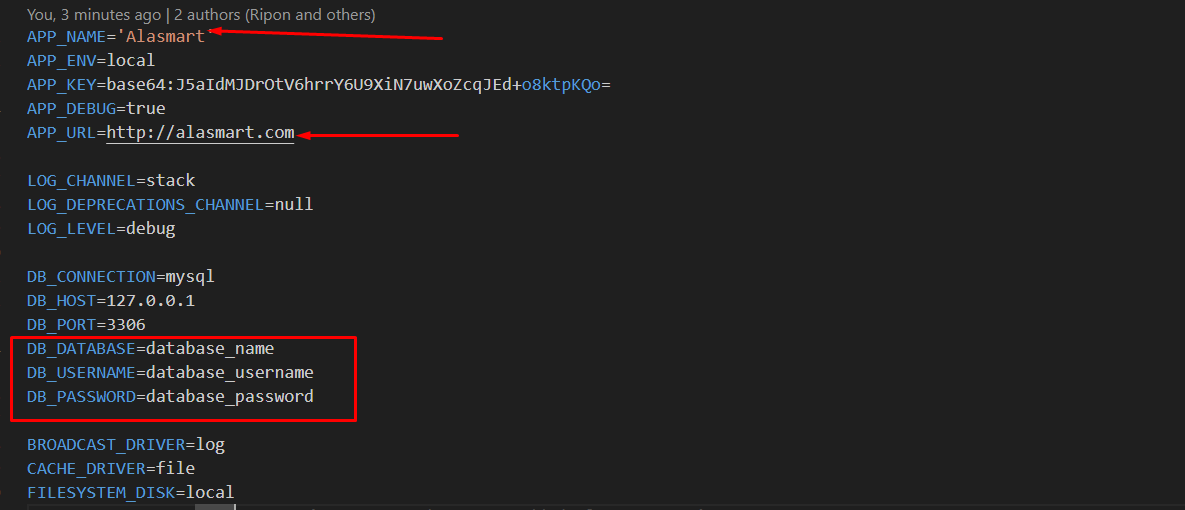 You, 3 minutes ago | 2 authors (Ripon and others)
APP_NAME='Alasmart'
APP_ENV=local
APP_KEY=base64:J5aIdMJDrOtV6hrrY6U9XiN7uwXoZcqJEd+o8ktpKQo=
APP_DEBUG=true
APP_URL=http://alasmart.com
LOG_CHANNEL=stack
LOG_DEPRECATIONS_CHANNEL=null
LOG_LEVEL=debug
DB_CONNECTION=mysql
DB_HOST=127.0.0.1
DB_PORT=3306
DB_DATABASE=database_name
DB_USERNAME=database_username
DB_PASSWORD=database_password
BROADCAST_DRIVER=log
CACHE_DRIVER=file
FILESYSTEM_DISK=local